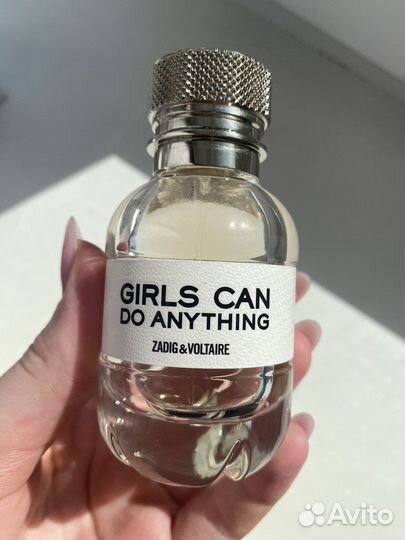 GIRLS CAN
DO ANYTHING
ZADIG&VOLTAIRE
Avito